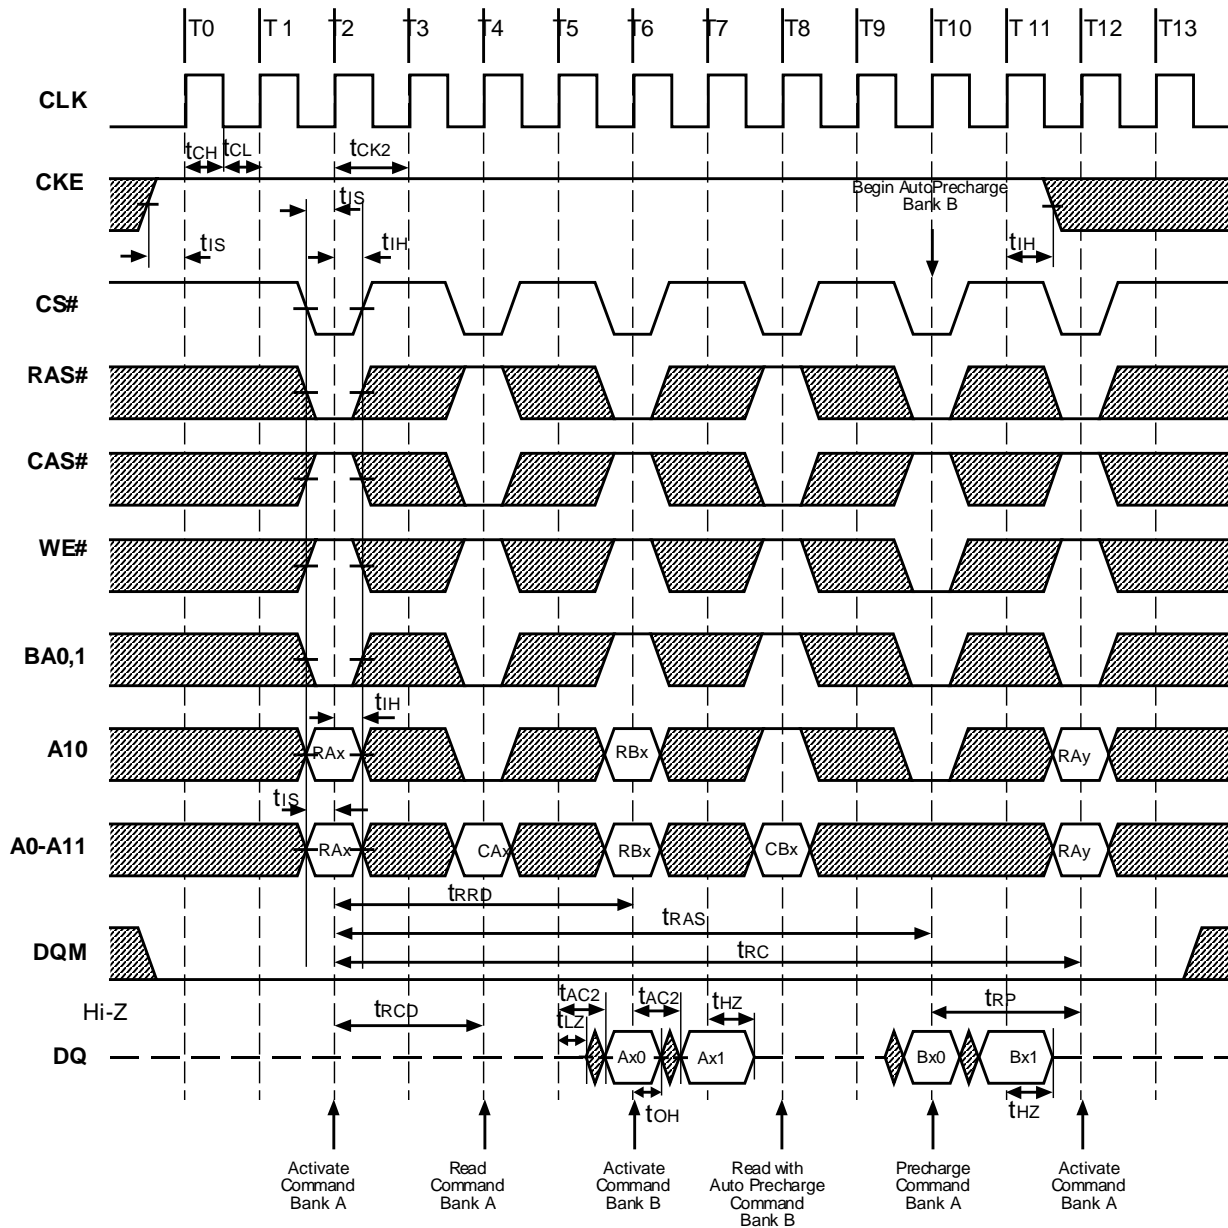 T0 T 1 T2 T3 T4 T5 T6 T7 T8 T9 T10 T 11 T12 T13
CLK
tCH tCL tCK2
CKE
tIS
Begin AutoPrecharge
Bank B
tIS tIH tIH
CS#
RAS#
CAS#
WE#
BA0,1
tIH
A10
RAx RBx RAy
tIS
A0-A11
RAx CAx RBx CBx RAy
tRRD
tRAS
DQM
tRC
Hi-Z
tRCD tAC2 tAC2 tHZ tRP
tLZ
DQ
Ax0 Ax1 Bx0 Bx1
tOH tHZ
Activate
Command
Bank A
Read
Command
Bank A
Activate
Command
Bank B
Read with
Auto Precharge
Command
Bank B
Precharge
Command
Bank A
Activate
Command
Bank A